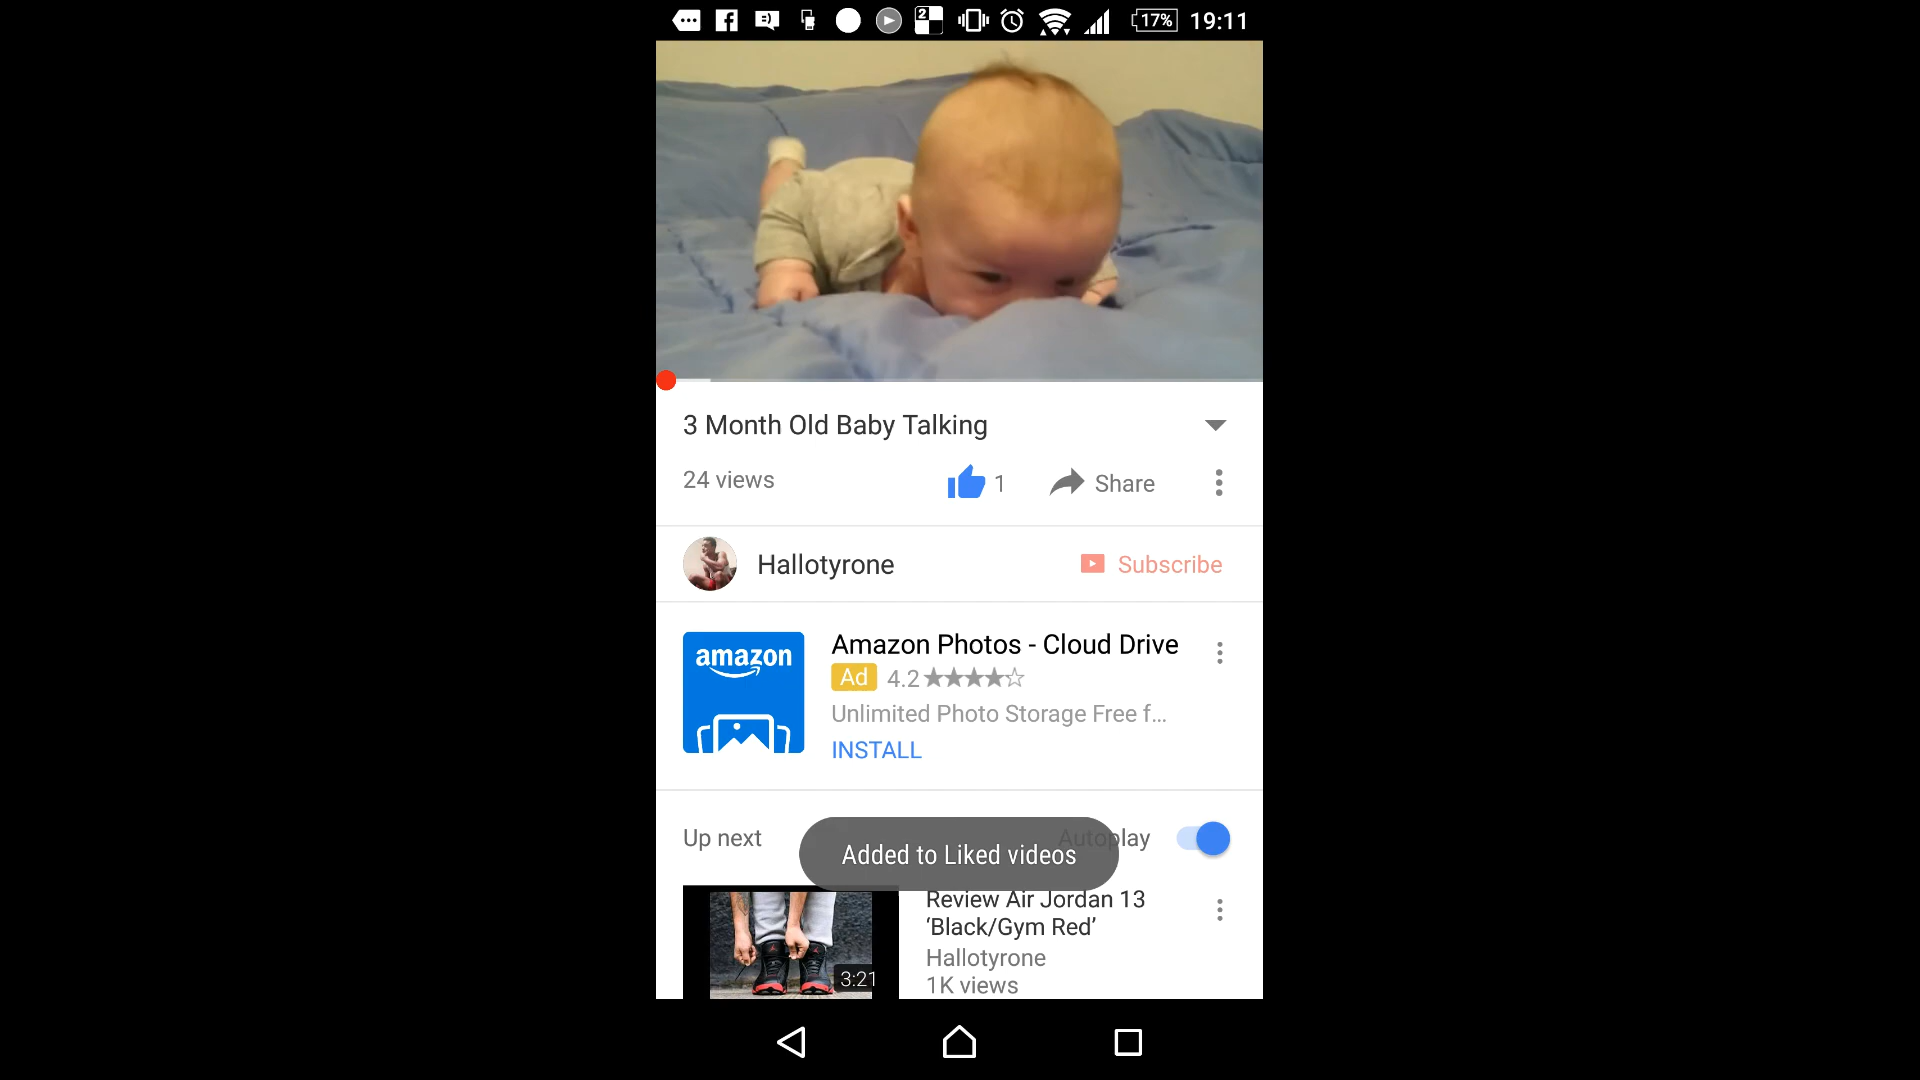 2 17% 19:11
3 Month Old Baby Talking
24 views 1 Share
Hallotyrone Subscribe
amazon
Amazon Photos - Cloud Drive
Ad 4.2
Unlimited Photo Storage Free f...
INSTALL
Up next Autoplay
Added to Liked videos
Review Air Jordan 13
‘Black/Gym Red’
Hallotyrone
1K views
3:21